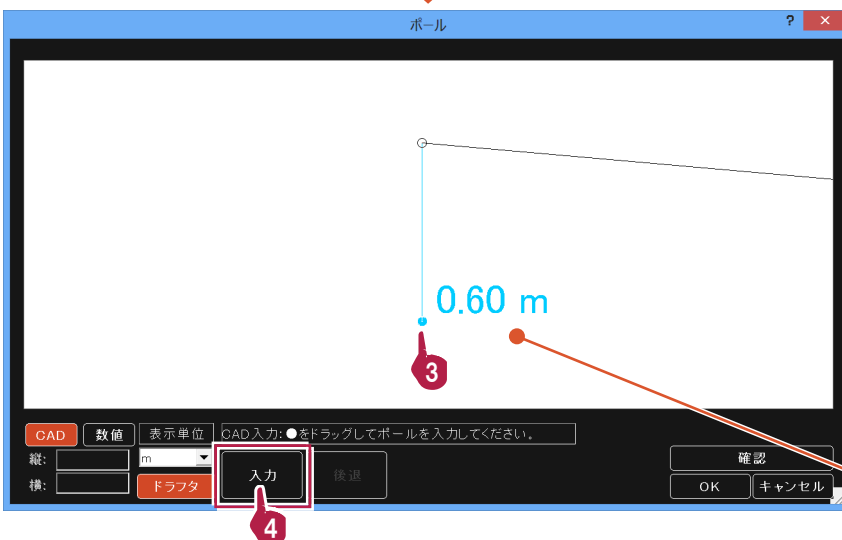 ポール
? ×
0.60 m
3
CAD 数値 表示単位 CAD入力:●をドラッグしてポールを入力してください。
縦: m
横: ドラフタ 入力 後退
確認
OK キャンセル
4